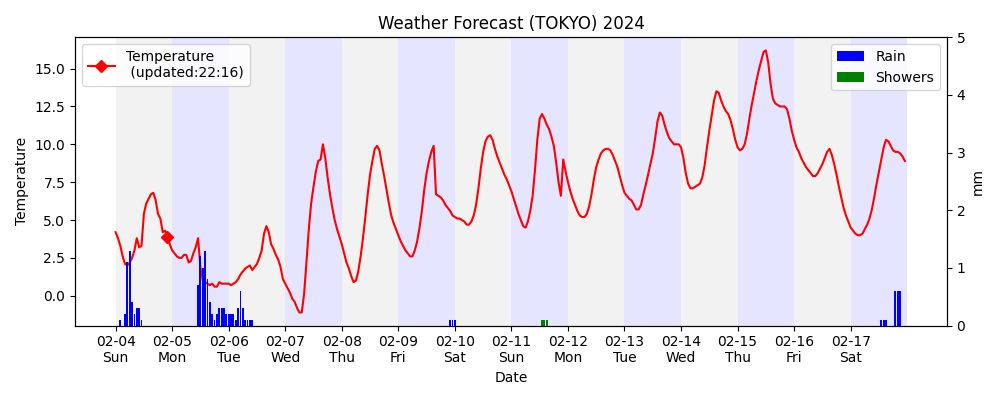 Weather Forecast (TOKYO) 2024
Temperature
(updated:22:16)
Rain
Showers
15.0
12.5
10.0
7.5
5.0
2.5
0.0
Temperature
5
4
3
2
1
0
mm
02-04 02-05 02-06 02-07 02-08 02-09 02-10 02-11 02-12 02-13 02-14 02-15 02-16 02-17
Sun Mon Tue Wed Thu Fri Sat Sun Mon Tue Wed Thu Fri Sat
Date